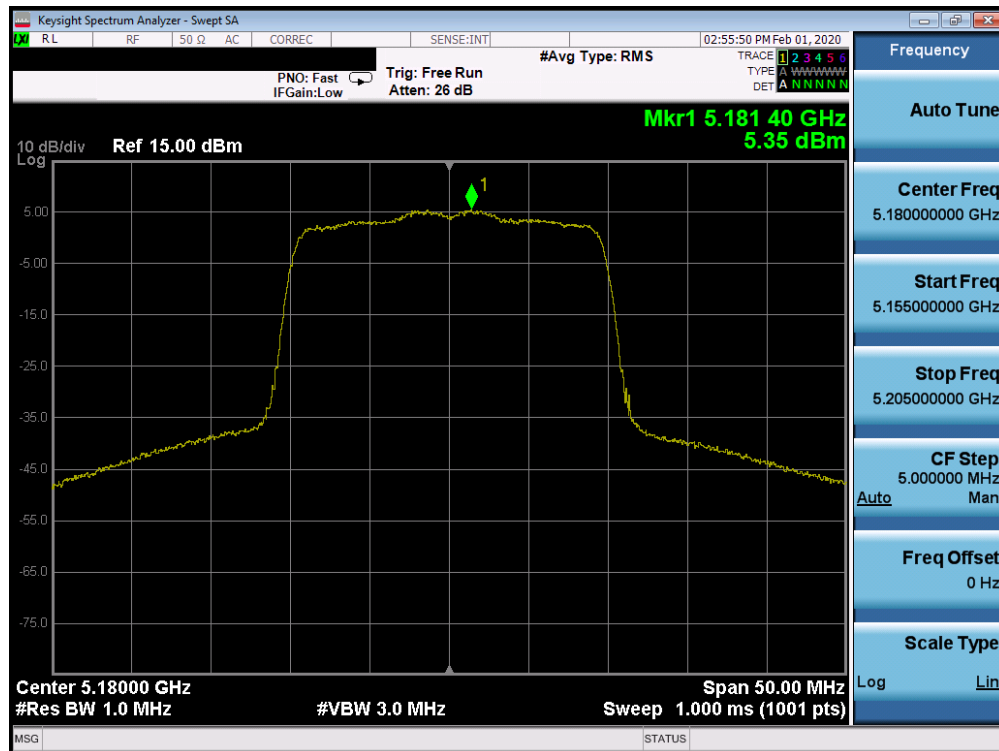 Keysight Spectrum Analyzer - Swept SA
LXI RL RF 50 Ω AC CORREC SENSE:INT 02:55:50 PM Feb 01, 2020
#Avg Type: RMS
TRACE 1 2 3 4 5 6
TYPE A WWWWW
DET A N N N N N
PNO: Fast
IFGain:Low
Trig: Free Run
Atten: 26 dB
Mkr1 5.181 40 GHz
5.35 dBm
10 dB/div
Log
Ref 15.00 dBm
1
5.00
-5.00
-15.0
-25.0
-35.0
-45.0
-55.0
-65.0
-75.0
Center 5.18000 GHz
#Res BW 1.0 MHz
#VBW 3.0 MHz
Span 50.00 MHz
Sweep 1.000 ms (1001 pts)
MSG
STATUS
Frequency
Auto Tune
Center Freq
5.180000000 GHz
Start Freq
5.155000000 GHz
Stop Freq
5.205000000 GHz
CF Step
5.000000 MHz
Auto Man
Freq Offset
0 Hz
Scale Type
Log Lin